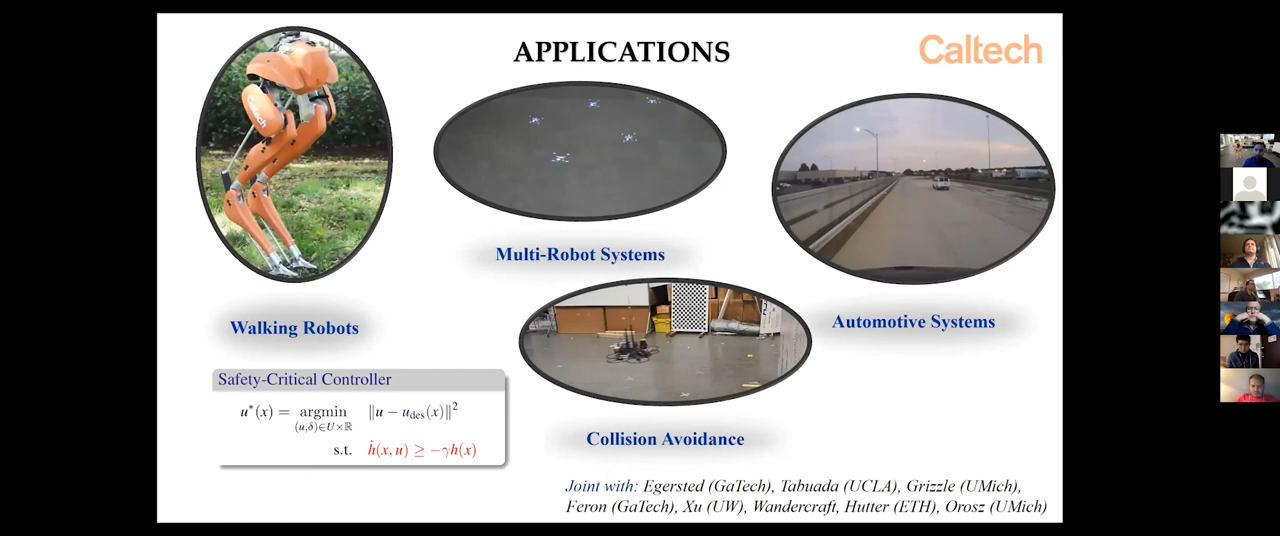 APPLICATIONS
Caltech
Caltech
Multi-Robot Systems
Walking Robots
Automotive Systems
Safety-Critical Controller
u*(x) = argmin ‖u − u_des(x)‖²
(u,δ)∈U×ℝ
s.t. ḣ(x, u) ≥ −γh(x)
Collision Avoidance
Joint with: Egersted (GaTech), Tabuada (UCLA), Grizzle (UMich),
Feron (GaTech), Xu (UW), Wandercraft, Hutter (ETH), Orosz (UMich)